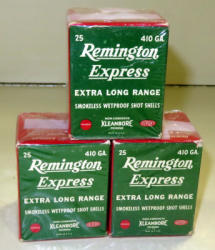 25 410 GA.
Remington
Express
EXTRA LONG RANGE
SMOKELESS WETPROOF SHOT SHELLS
KLEANBORE
25 410 GA.
Remington
Express
EXTRA LONG RANGE
SMOKELESS WETPROOF SHOT SHELLS
KLEANBORE
25 410 GA.
Remington
Express
EXTRA LONG RANGE
SMOKELESS WETPROOF SHOT SHELLS
KLEANBORE